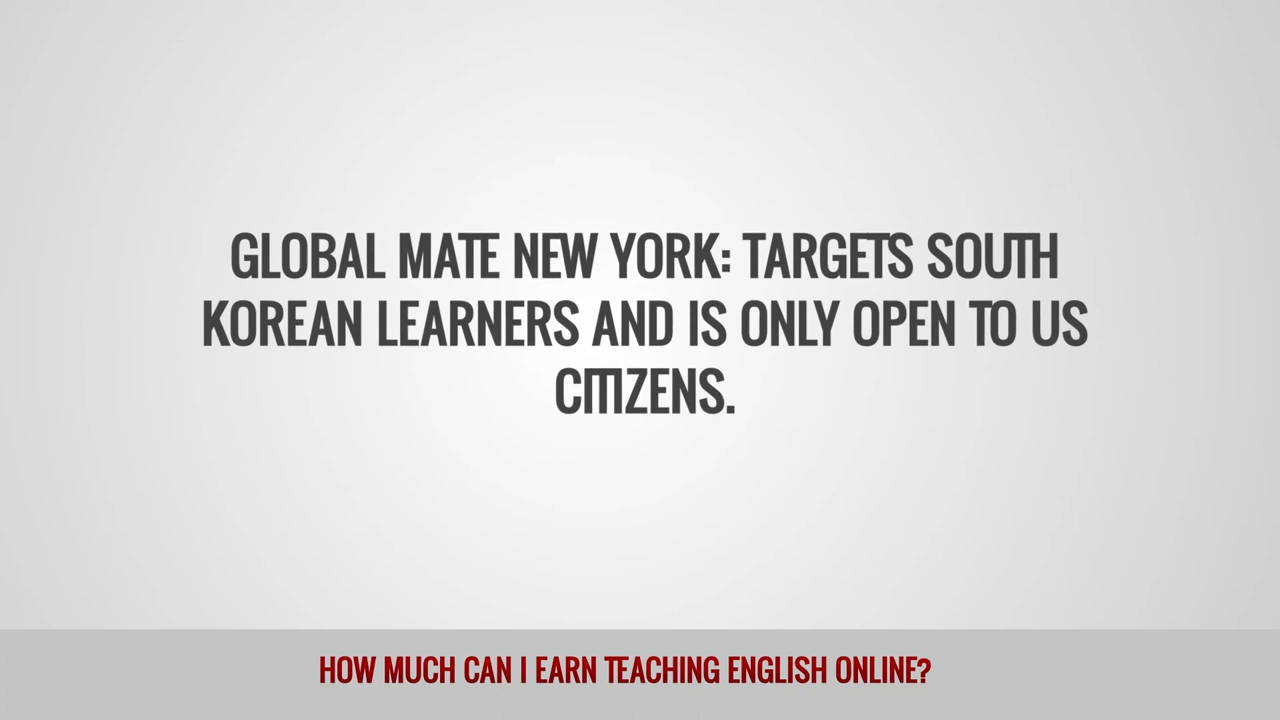 GLOBAL MATE NEW YORK: TARGETS SOUTH
KOREAN LEARNERS AND IS ONLY OPEN TO US
CITIZENS.
HOW MUCH CAN I EARN TEACHING ENGLISH ONLINE?